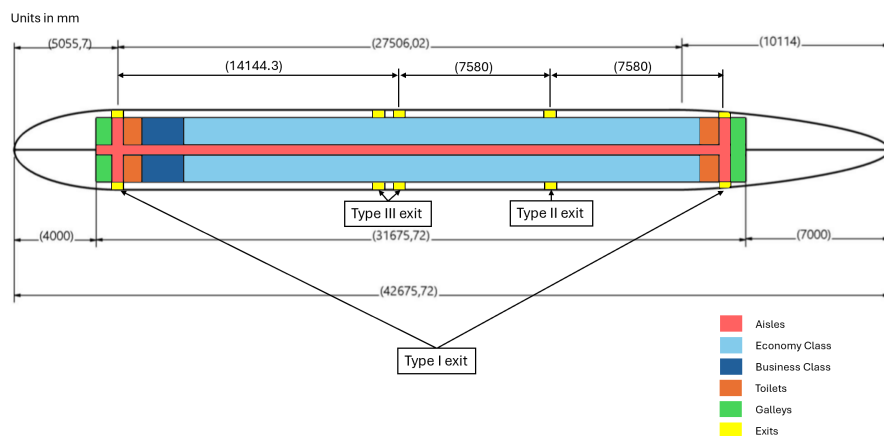 Units in mm
(5055,7)
(27506,02)
(10114)
(14144.3)
(7580)
(7580)
Type III exit
Type II exit
(4000)
(31675,72)
(7000)
(42675,72)
Type I exit
Aisles
Economy Class
Business Class
Toilets
Galleys
Exits